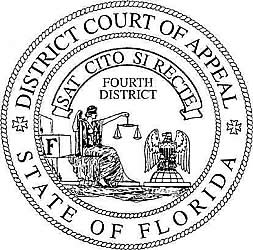 DISTRICT COURT OF APPEAL
SAT CITO SI RECTE
FOURTH
DISTRICT
F
STATE OF FLORIDA